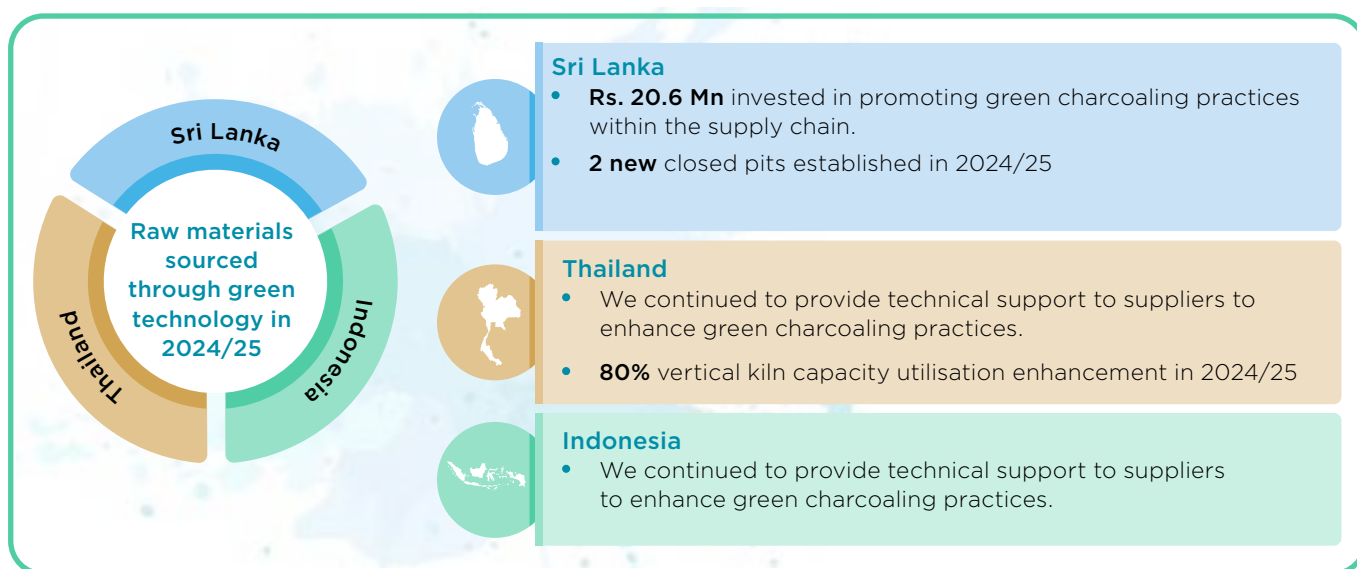 Sri Lanka
Thailand
Indonesia
Raw materials
sourced
through green
technology in
2024/25
Sri Lanka
• Rs. 20.6 Mn invested in promoting green charcoaling practices
within the supply chain.
• 2 new closed pits established in 2024/25
Thailand
• We continued to provide technical support to suppliers to
enhance green charcoaling practices.
• 80% vertical kiln capacity utilisation enhancement in 2024/25
Indonesia
• We continued to provide technical support to suppliers
to enhance green charcoaling practices.